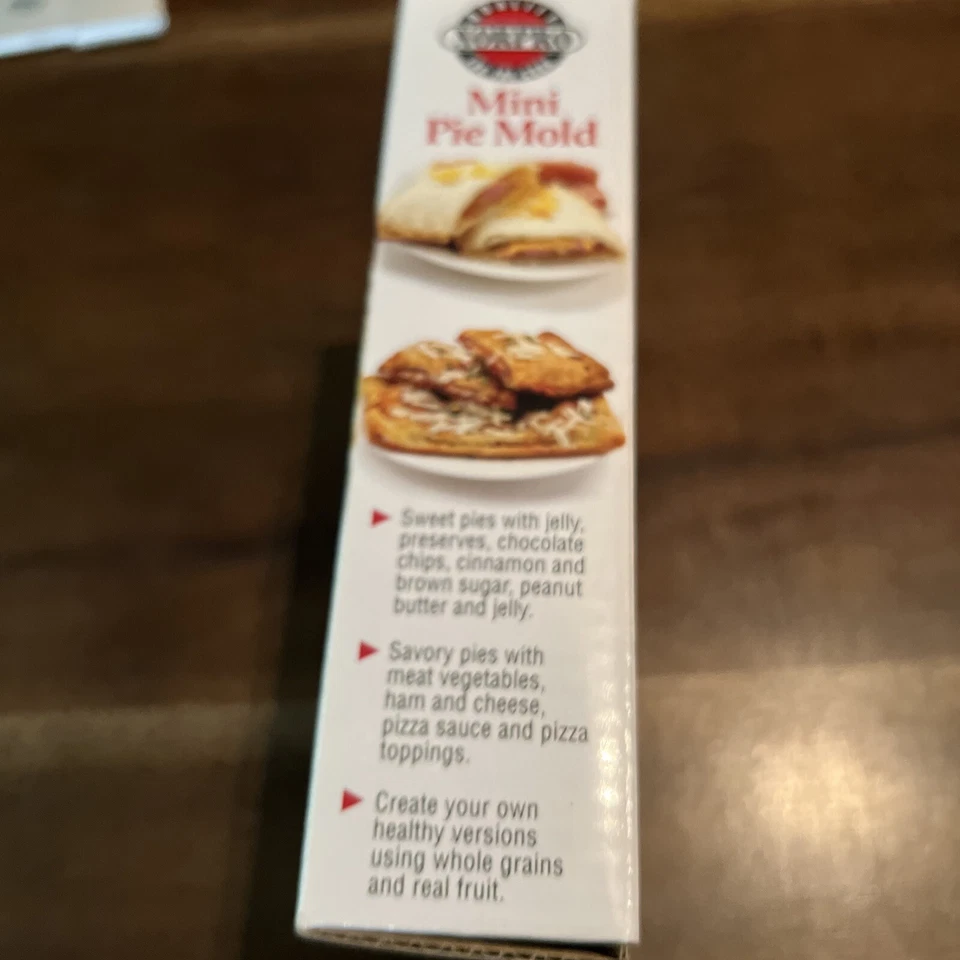 NORPRO
Mini
Pie Mold
Sweet pies with jelly,
preserves, chocolate
chips, cinnamon and
brown sugar, peanut
butter and jelly.
Savory pies with
meat vegetables,
ham and cheese,
pizza sauce and pizza
toppings.
Create your own
healthy versions
using whole grains
and real fruit.